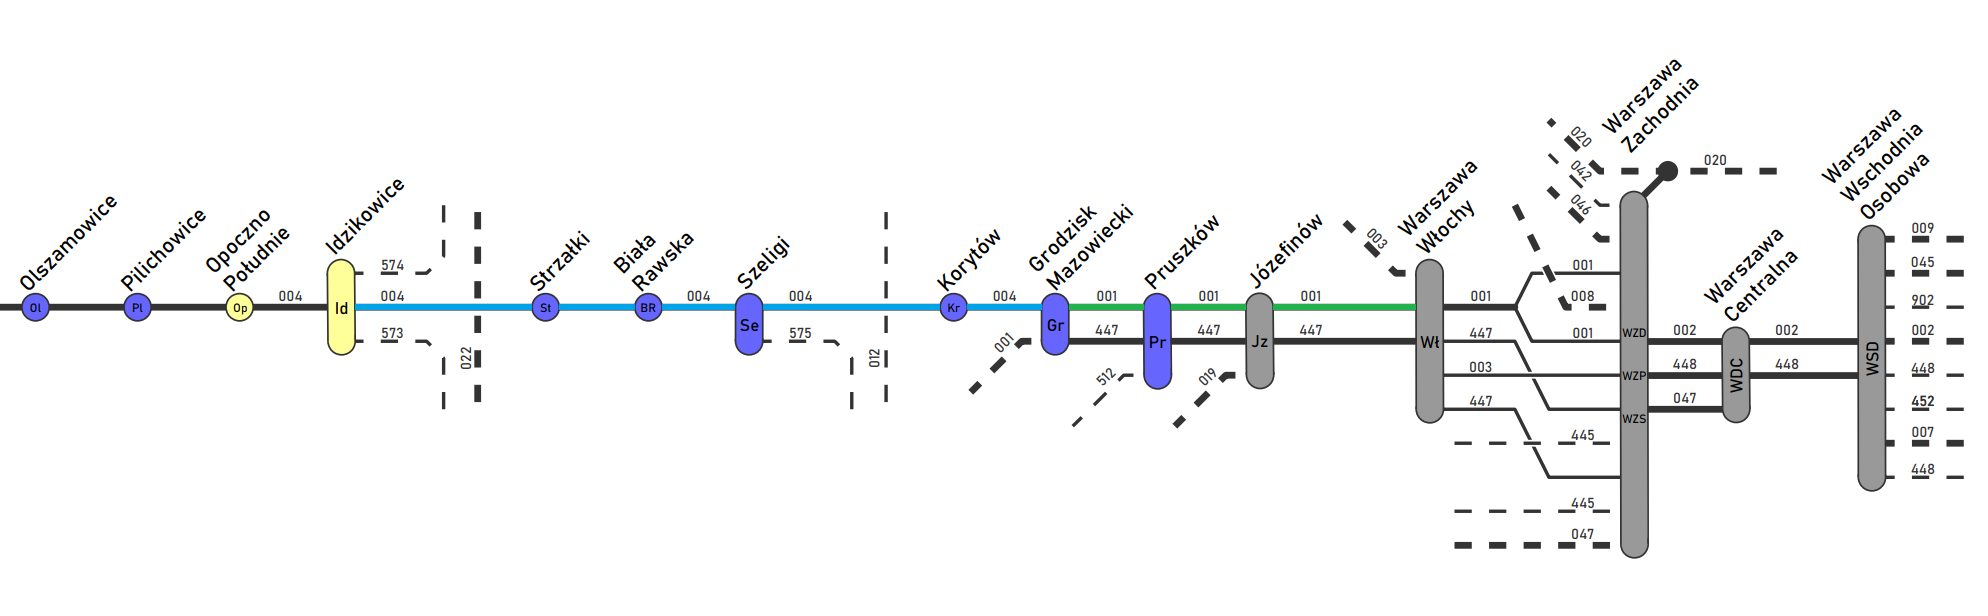 Olszamowice
Pilichowice
Opoczno
Południe
Idzikowice
Strzałki
Biała
Rawska
Szeligi
Korytów
Grodzisk
Mazowiecki
Pruszków
Józefinów
Warszawa
Włochy
Warszawa
Zachodnia
Warszawa
Centralna
Warszawa
Wschodnia
Osobowa
Ol
Pl
Op
004
Id
574
004
573
022
St
BR
004
Se
004
575
012
Kr
004
001
Gr
001
447
512
Pr
001
447
019
Jz
001
447
003
Wł
001
447
003
447
020
042
046
001
008
001
445
445
047
020
WZD
WZP
WZS
002
448
047
WDC
002
448
WSD
009
045
902
002
448
452
007
448